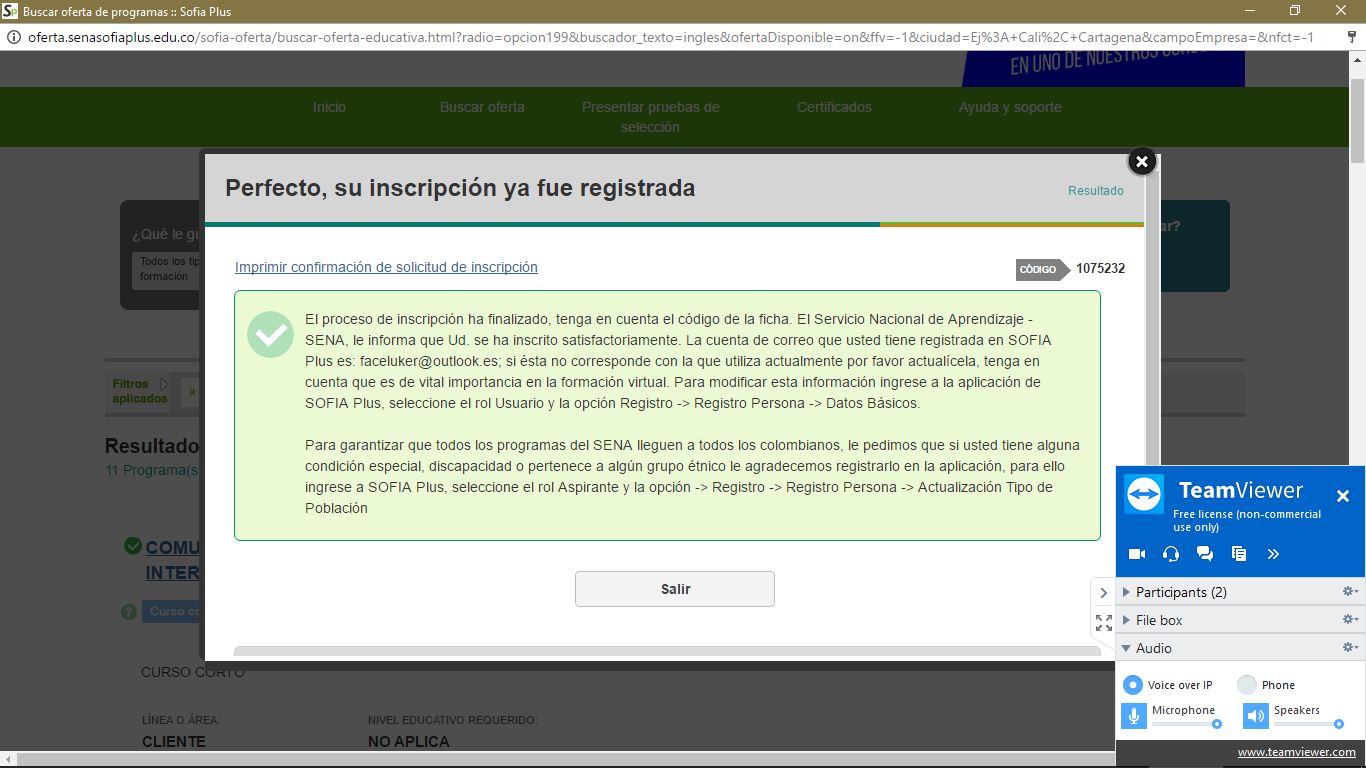 Buscar oferta de programas :: Sofia Plus
oferta.senasofiaplus.edu.co/sofia-oferta/buscar-oferta-educativa.html?radio=opcion199&buscador_texto=ingles&ofertaDisponible=on&ffv=-1&ciudad=Ej%3A+Cali%2C+Cartagena&campoEmpresa=&nfct=-1
EN UNO DE NUESTROS
Inicio
Buscar oferta
Presentar pruebas de
selección
Certificados
Ayuda y soporte
Perfecto, su inscripción ya fue registrada
Resultado
¿Qué le gu
ar?
Todos los tip
formación
Imprimir confirmación de solicitud de inscripción
CÓDIGO 1075232
El proceso de inscripción ha finalizado, tenga en cuenta el código de la ficha. El Servicio Nacional de Aprendizaje -
SENA, le informa que Ud. se ha inscrito satisfactoriamente. La cuenta de correo que usted tiene registrada en SOFIA
Plus es: faceluker@outlook.es; si ésta no corresponde con la que utiliza actualmente por favor actualícela, tenga en
cuenta que es de vital importancia en la formación virtual. Para modificar esta información ingrese a la aplicación de
SOFIA Plus, seleccione el rol Usuario y la opción Registro -> Registro Persona -> Datos Básicos.
Para garantizar que todos los programas del SENA lleguen a todos los colombianos, le pedimos que si usted tiene alguna
condición especial, discapacidad o pertenece a algún grupo étnico le agradecemos registrarlo en la aplicación, para ello
ingrese a SOFIA Plus, seleccione el rol Aspirante y la opción -> Registro -> Registro Persona -> Actualización Tipo de
Población
Salir
Filtros
aplicados
Resultado
11 Programa(s
COMU
INTER
Curso co
CURSO CORTO
LÍNEA O ÁREA:
NIVEL EDUCATIVO REQUERIDO:
CLIENTE
NO APLICA
TeamViewer
Free license (non-commercial
use only)
Participants (2)
File box
Audio
Voice over IP
Phone
Microphone
Speakers
www.teamviewer.com